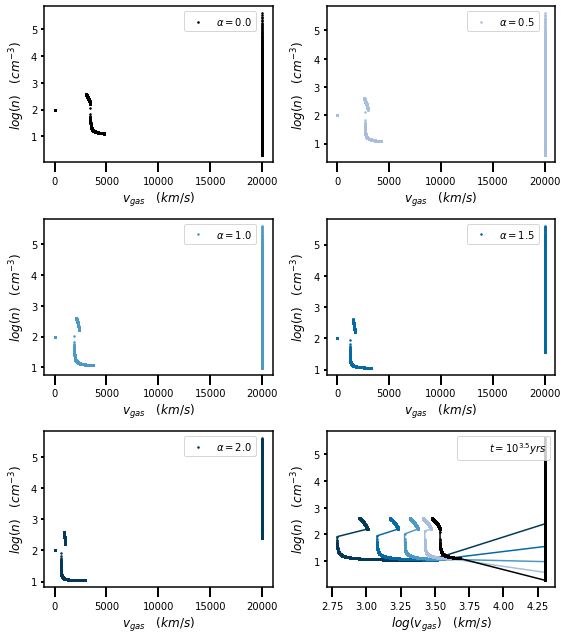 α = 0.0
5
4
3
2
1
log(n) (cm⁻³)
0 5000 10000 15000 20000
v_gas (km/s)
α = 0.5
5
4
3
2
1
log(n) (cm⁻³)
0 5000 10000 15000 20000
v_gas (km/s)
α = 1.0
5
4
3
2
1
log(n) (cm⁻³)
0 5000 10000 15000 20000
v_gas (km/s)
α = 1.5
5
4
3
2
1
log(n) (cm⁻³)
0 5000 10000 15000 20000
v_gas (km/s)
α = 2.0
5
4
3
2
1
log(n) (cm⁻³)
0 5000 10000 15000 20000
v_gas (km/s)
t = 10^3.5 yrs
5
4
3
2
1
log(n) (cm⁻³)
2.75 3.00 3.25 3.50 3.75 4.00 4.25
log(v_gas) (km/s)